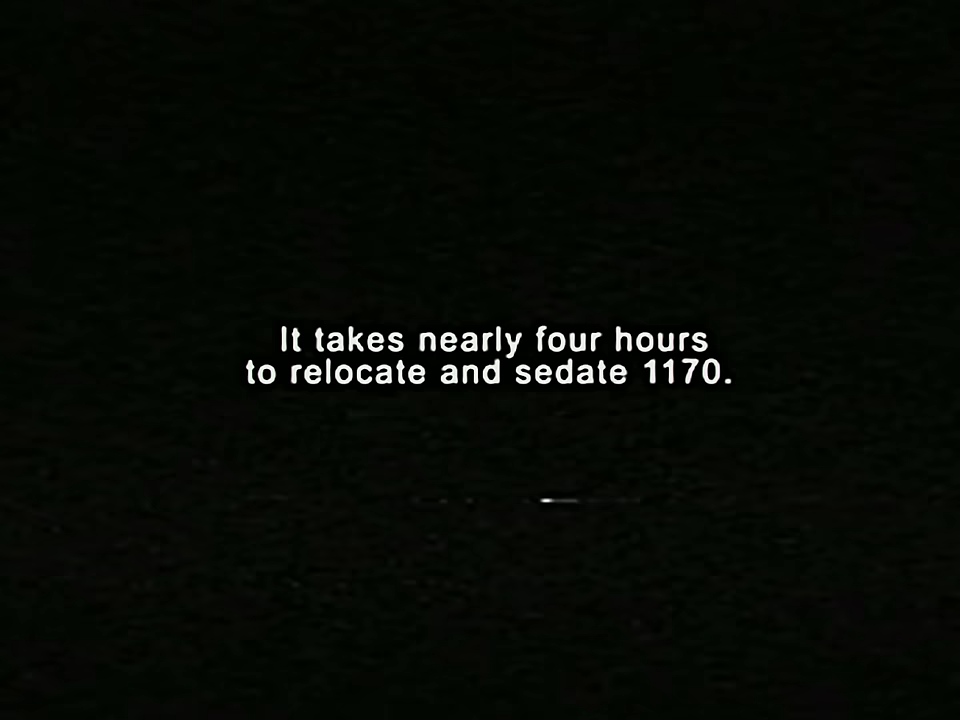 It takes nearly four hours
to relocate and sedate 1170.